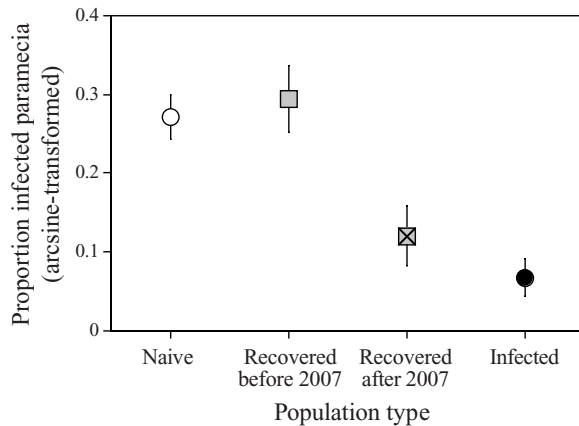 Proportion infected paramecia
(arcsine-transformed)
0.4
0.3
0.2
0.1
0
Naive
Recovered
before 2007
Recovered
after 2007
Infected
Population type